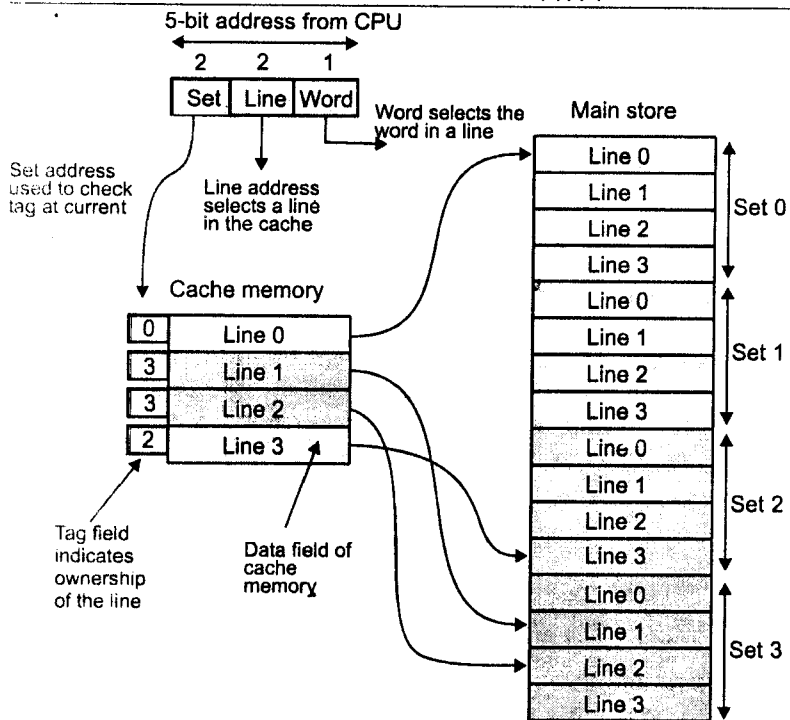 5-bit address from CPU
2 2 1
Set Line Word
Word selects the
word in a line
Main store
Set address
used to check
tag at current
Line address
selects a line
in the cache
Line 0
Line 1
Line 2
Line 3
Set 0
Line 0
Line 1
Line 2
Line 3
Set 1
Line 0
Line 1
Line 2
Line 3
Set 2
Line 0
Line 1
Line 2
Line 3
Set 3
Cache memory
0 Line 0
3 Line 1
3 Line 2
2 Line 3
Tag field
indicates
ownership
of the line
Data field of
cache
memory